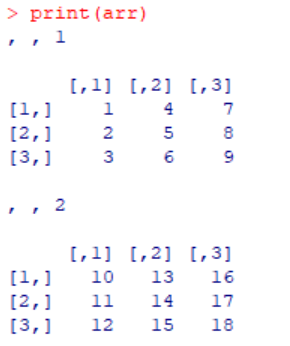 > print(arr)
, , 1
     [,1] [,2] [,3]
[1,]    1    4    7
[2,]    2    5    8
[3,]    3    6    9
, , 2
     [,1] [,2] [,3]
[1,]   10   13   16
[2,]   11   14   17
[3,]   12   15   18